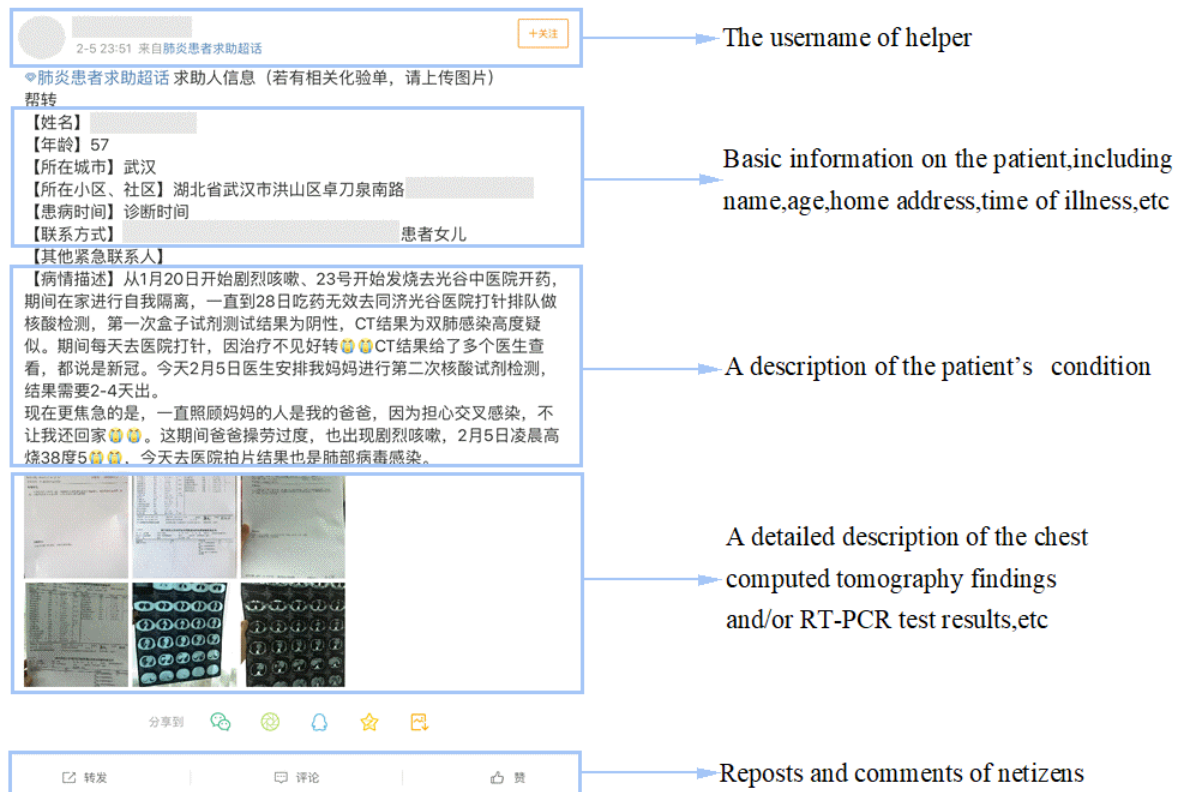 2-5 23:51 来自肺炎患者求助超话
+关注
The username of helper
肺炎患者求助超话 求助人信息（若有相关化验单，请上传图片）
帮转
【姓名】
【年龄】57
【所在城市】武汉
【所在小区、社区】湖北省武汉市洪山区卓刀泉南路
【患病时间】诊断时间
【联系方式】 患者女儿
Basic information on the patient,including
name,age,home address,time of illness,etc
【其他紧急联系人】
【病情描述】从1月20日开始剧烈咳嗽、23号开始发烧去光谷中医院开药，
期间在家进行自我隔离，一直到28日吃药无效去同济光谷医院打针排队做
核酸检测，第一次盒子试剂测试结果为阴性，CT结果为双肺感染高度疑
似。期间每天去医院打针，因治疗不见好转😭😭CT结果给了多个医生查
看，都说是新冠。今天2月5日医生安排我妈妈进行第二次核酸试剂检测，
结果需要2-4天出。
现在更焦急的是，一直照顾妈妈的人是我的爸爸，因为担心交叉感染，不
让我还回家😭😭。这期间爸爸操劳过度，也出现剧烈咳嗽，2月5日凌晨高
烧38度5😭😭，今天去医院拍片结果也是肺部病毒感染。
A description of the patient’s condition
A detailed description of the chest
computed tomography findings
and/or RT-PCR test results,etc
分享到
转发
评论
赞
Reposts and comments of netizens